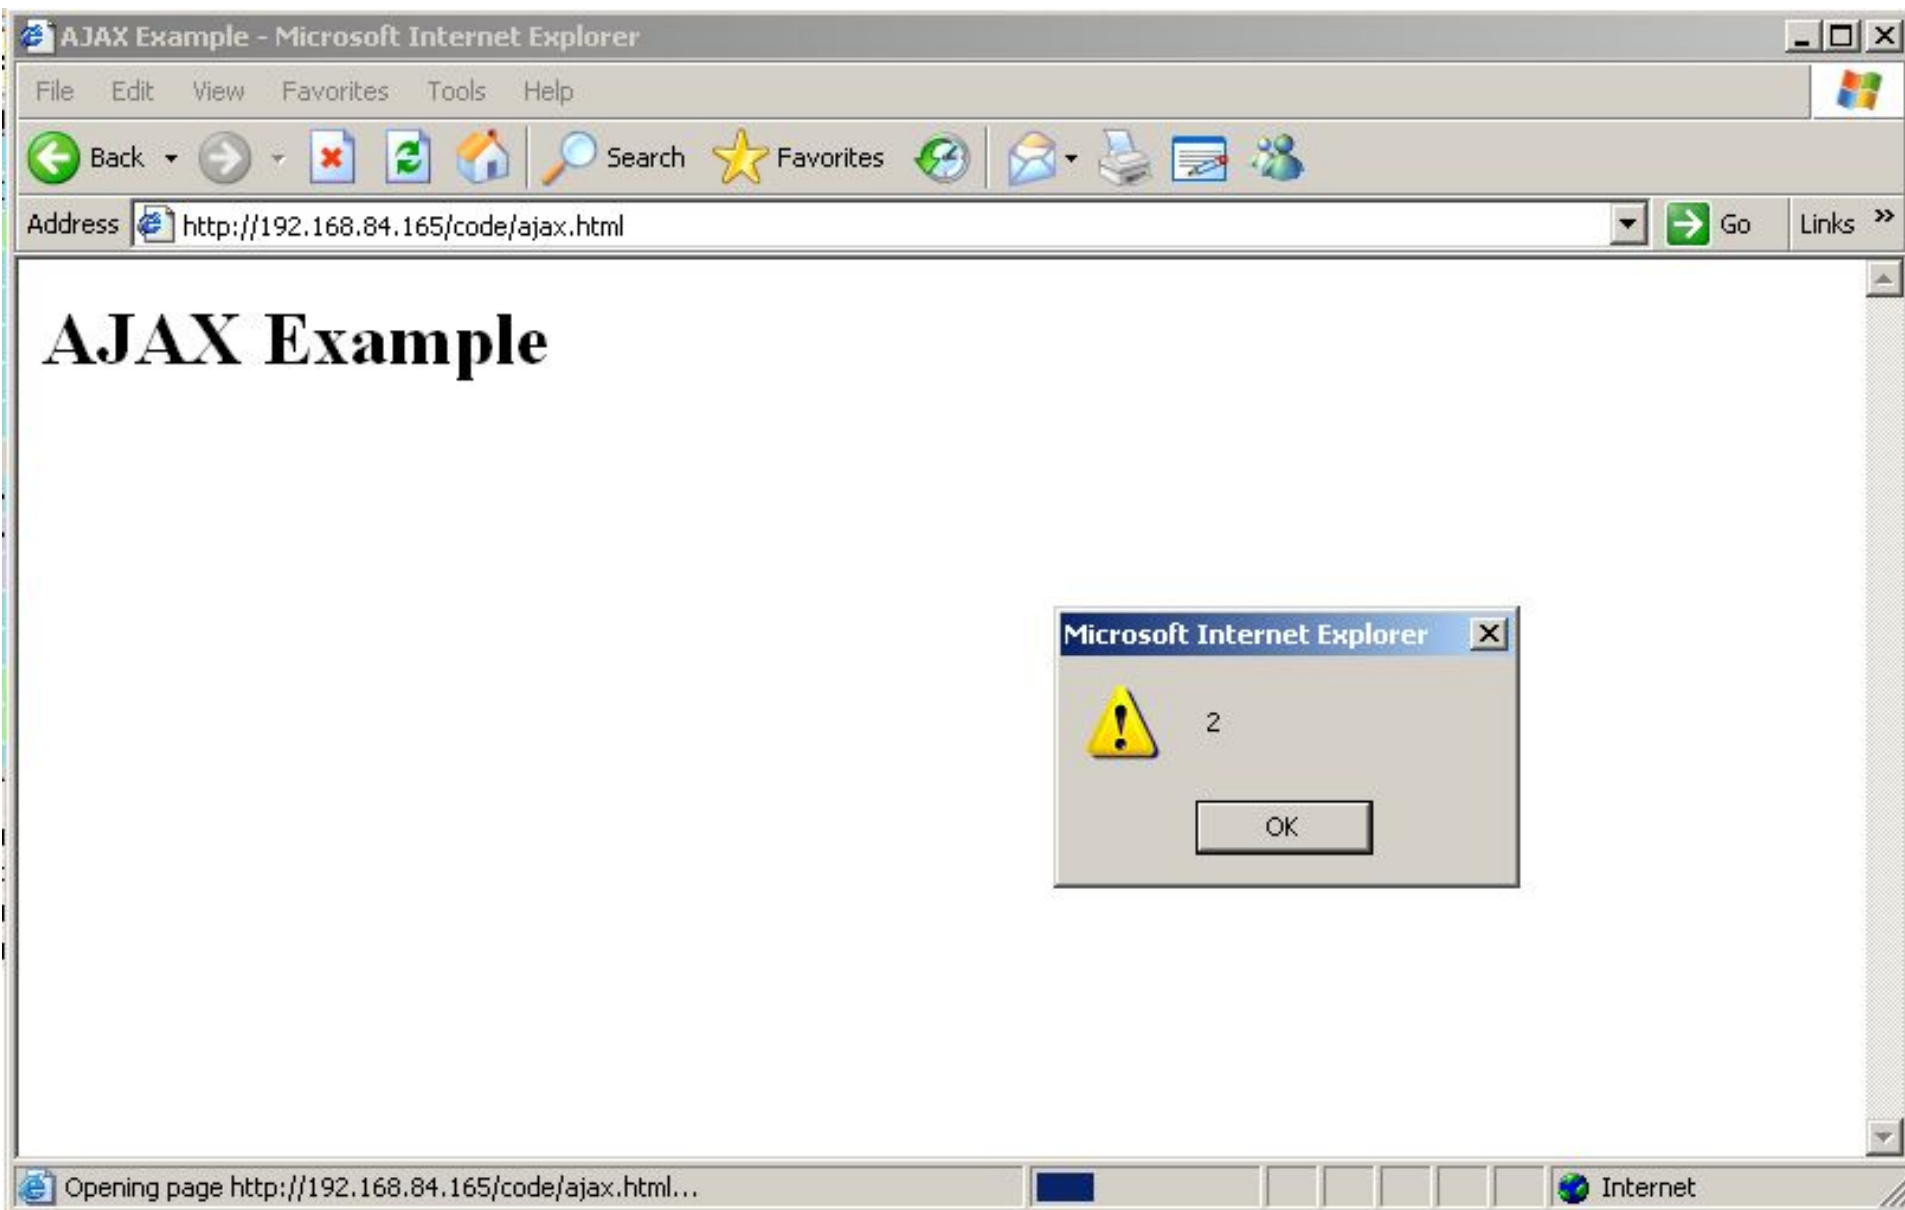 AJAX Example - Microsoft Internet Explorer
File Edit View Favorites Tools Help
Back Search Favorites
Address http://192.168.84.165/code/ajax.html Go Links »
AJAX Example
Microsoft Internet Explorer
2
OK
Opening page http://192.168.84.165/code/ajax.html... Internet